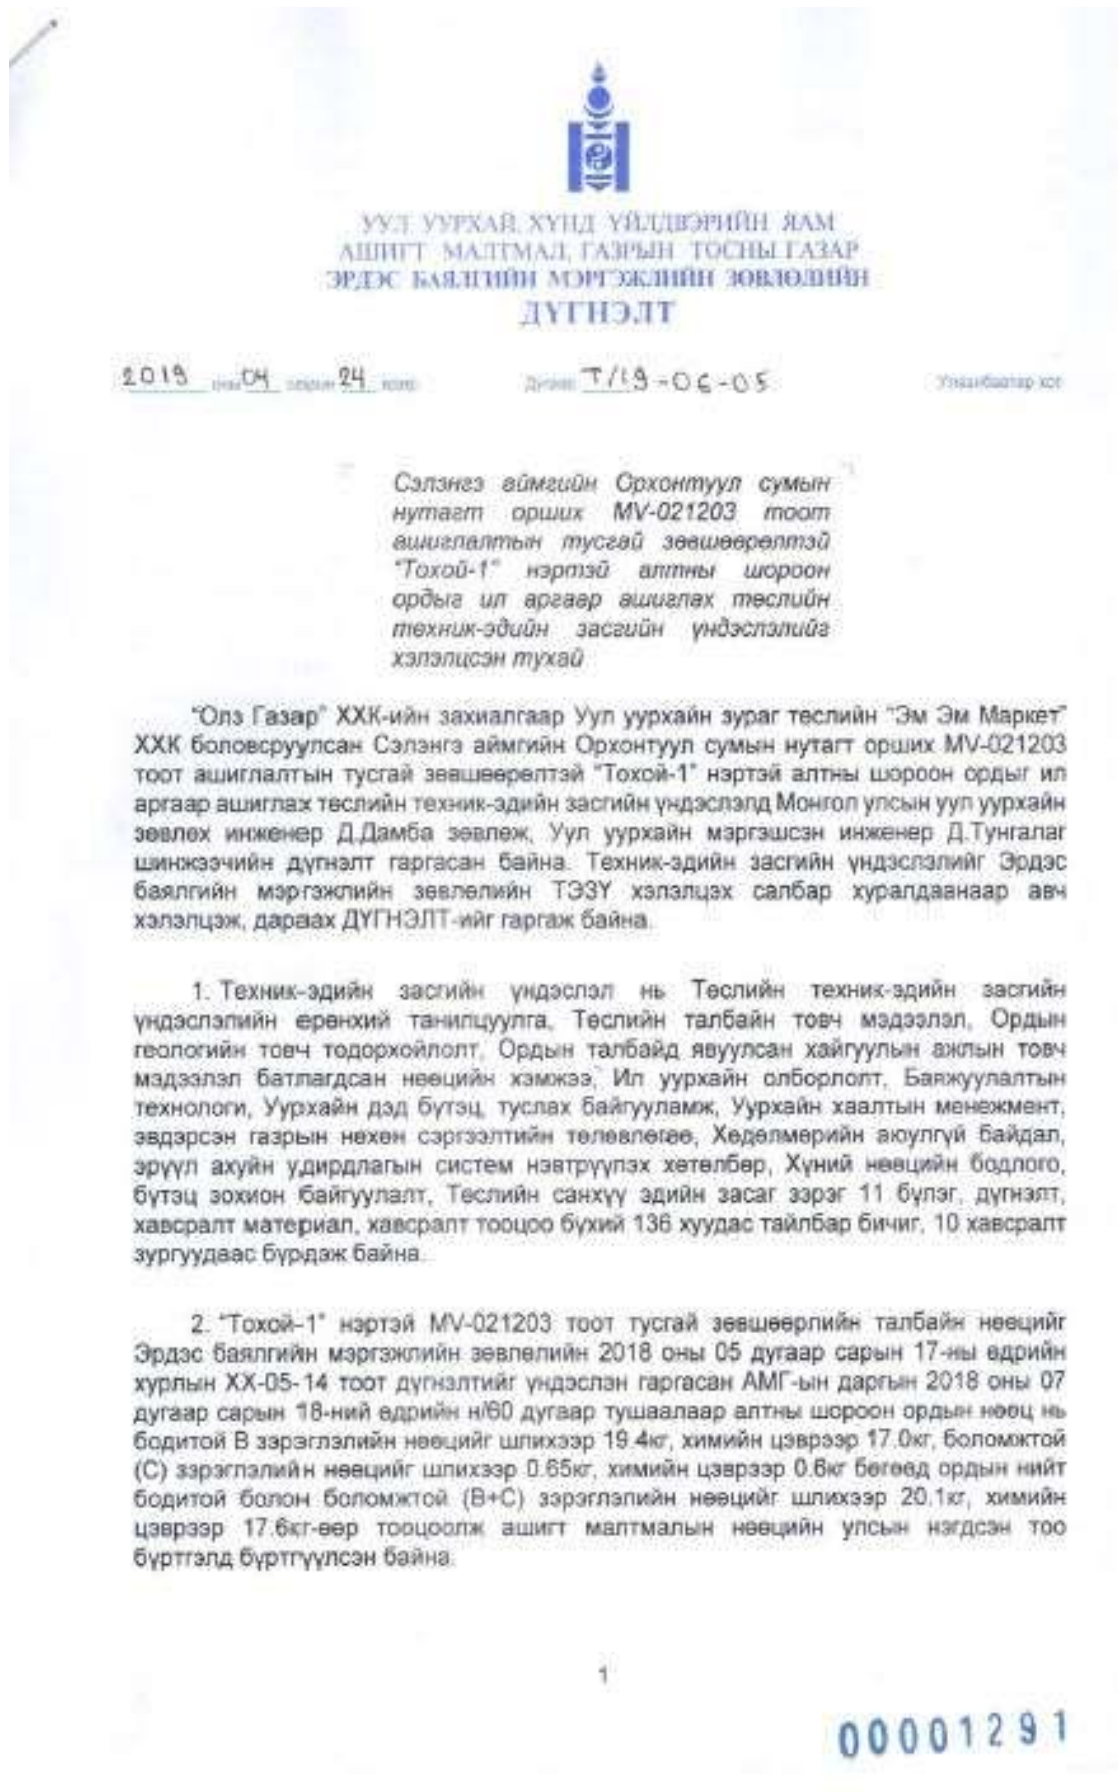 УУЛ УУРХАЙ, ХҮНД ҮЙЛДВЭРИЙН ЯАМ
АШИГТ МАЛТМАЛ, ГАЗРЫН ТОСНЫ ГАЗАР
ЭРДЭС БАЯЛГИЙН МЭРГЭЖЛИЙН ЗӨВЛӨЛИЙН
ДҮГНЭЛТ
2019 оны 04 сарын 24 Дугаар T/19-06-05 Улаанбаатар хот
Сэлэнгэ аймгийн Орхонтуул сумын
нутагт орших MV-021203 тоот
ашиглалтын тусгай зөвшөөрөлтэй
"Тохой-1" нэртэй алтны шороон
ордыг ил аргаар ашиглах төслийн
техник-эдийн засгийн үндэслэлийг
хэлэлцсэн тухай
"Олз Газар" ХХК-ийн захиалгаар Уул уурхайн зураг төслийн "Эм Эм Маркет"
ХХК боловсруулсан Сэлэнгэ аймгийн Орхонтуул сумын нутагт орших MV-021203
тоот ашиглалтын тусгай зөвшөөрөлтэй "Тохой-1" нэртэй алтны шороон ордыг ил
аргаар ашиглах төслийн техник-эдийн засгийн үндэслэлд Монгол улсын уул уурхайн
зөвлөх инженер Д.Дамба зөвлөж, Уул уурхайн мэргэшсэн инженер Д.Тунгалаг
шинжээчийн дүгнэлт гаргасан байна. Техник-эдийн засгийн үндэслэлийг Эрдэс
баялгийн мэргэжлийн зөвлөлийн ТЭЗҮ хэлэлцэх салбар хуралдаанаар авч
хэлэлцэж, дараах ДҮГНЭЛТ-ийг гаргаж байна.
1. Техник-эдийн засгийн үндэслэл нь Төслийн техник-эдийн засгийн
үндэслэлийн ерөнхий танилцуулга, Төслийн талбайн товч мэдээлэл, Ордын
геологийн товч тодорхойлолт, Ордын талбайд явуулсан хайгуулын ажлын товч
мэдээлэл батлагдсан нөөцийн хэмжээ, Ил уурхайн олборлолт, Баяжуулалтын
технологи, Уурхайн дэд бүтэц, туслах байгууламж, Уурхайн хаалтын менежмент,
эвдэрсэн газрын нөхөн сэргээлтийн төлөвлөгөө, Хөдөлмөрийн аюулгүй байдал,
эрүүл ахуйн удирдлагын систем нэвтрүүлэх хөтөлбөр, Хүний нөөцийн бодлого,
бүтэц зохион байгуулалт, Төслийн санхүү эдийн засаг зэрэг 11 бүлэг, дүгнэлт,
хавсралт материал, хавсралт тооцоо бүхий 136 хуудас тайлбар бичиг, 10 хавсралт
зургуудаас бүрдэж байна.
2. "Тохой-1" нэртэй MV-021203 тоот тусгай зөвшөөрлийн талбайн нөөцийг
Эрдэс баялгийн мэргэжлийн зөвлөлийн 2018 оны 05 дугаар сарын 17-ны өдрийн
хурлын ХХ-05-14 тоот дүгнэлтийг үндэслэн гаргасан АМГ-ын даргын 2018 оны 07
дугаар сарын 18-ний өдрийн н/60 дугаар тушаалаар алтны шороон ордын нөөц нь
бодитой В зэрэглэлийн нөөцийг шлихээр 19.4кг, химийн цэврээр 17.0кг, боломжтой
(С) зэрэглэлийн нөөцийг шлихээр 0.65кг, химийн цэврээр 0.6кг бөгөөд ордын нийт
бодитой болон боломжтой (В+С) зэрэглэлийн нөөцийг шлихээр 20.1кг, химийн
цэврээр 17.6кг-өөр тооцоолж ашигт малтмалын нөөцийн улсын нэгдсэн тоо
бүртгэлд бүртгүүлсэн байна.
1
00001291